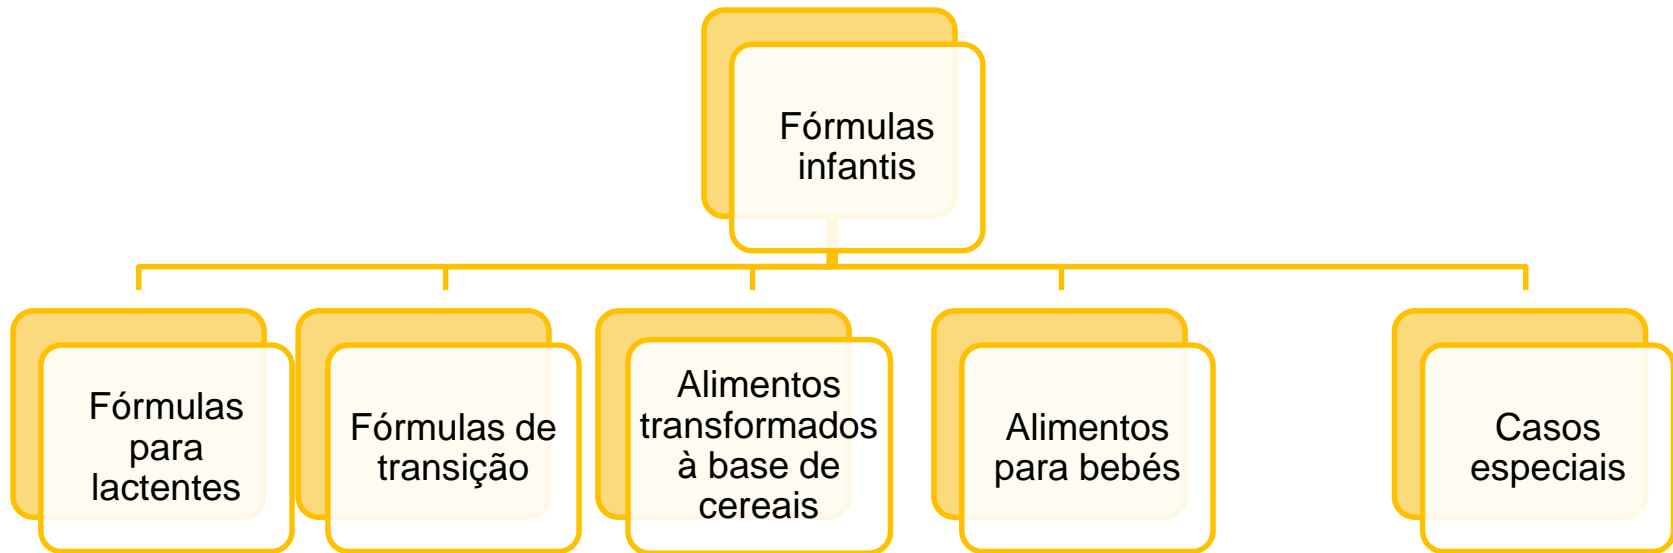 Fórmulas
infantis
Fórmulas
para
lactentes
Fórmulas de
transição
Alimentos
transformados
à base de
cereais
Alimentos
para bebés
Casos
especiais